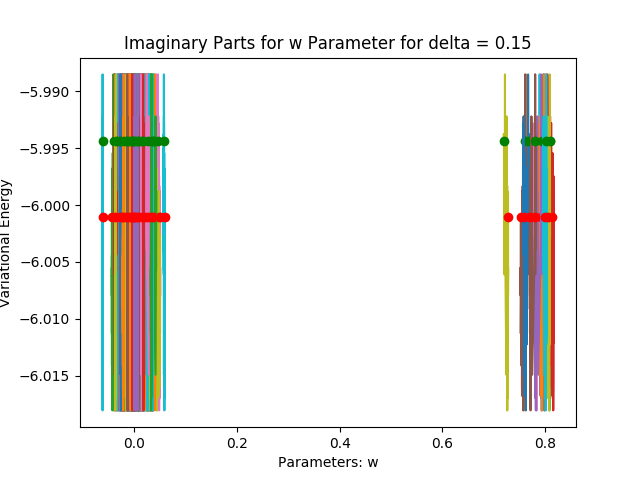 Imaginary Parts for w Parameter for delta = 0.15
Variational Energy
−5.990
−5.995
−6.000
−6.005
−6.010
−6.015
0.0 0.2 0.4 0.6 0.8
Parameters: w